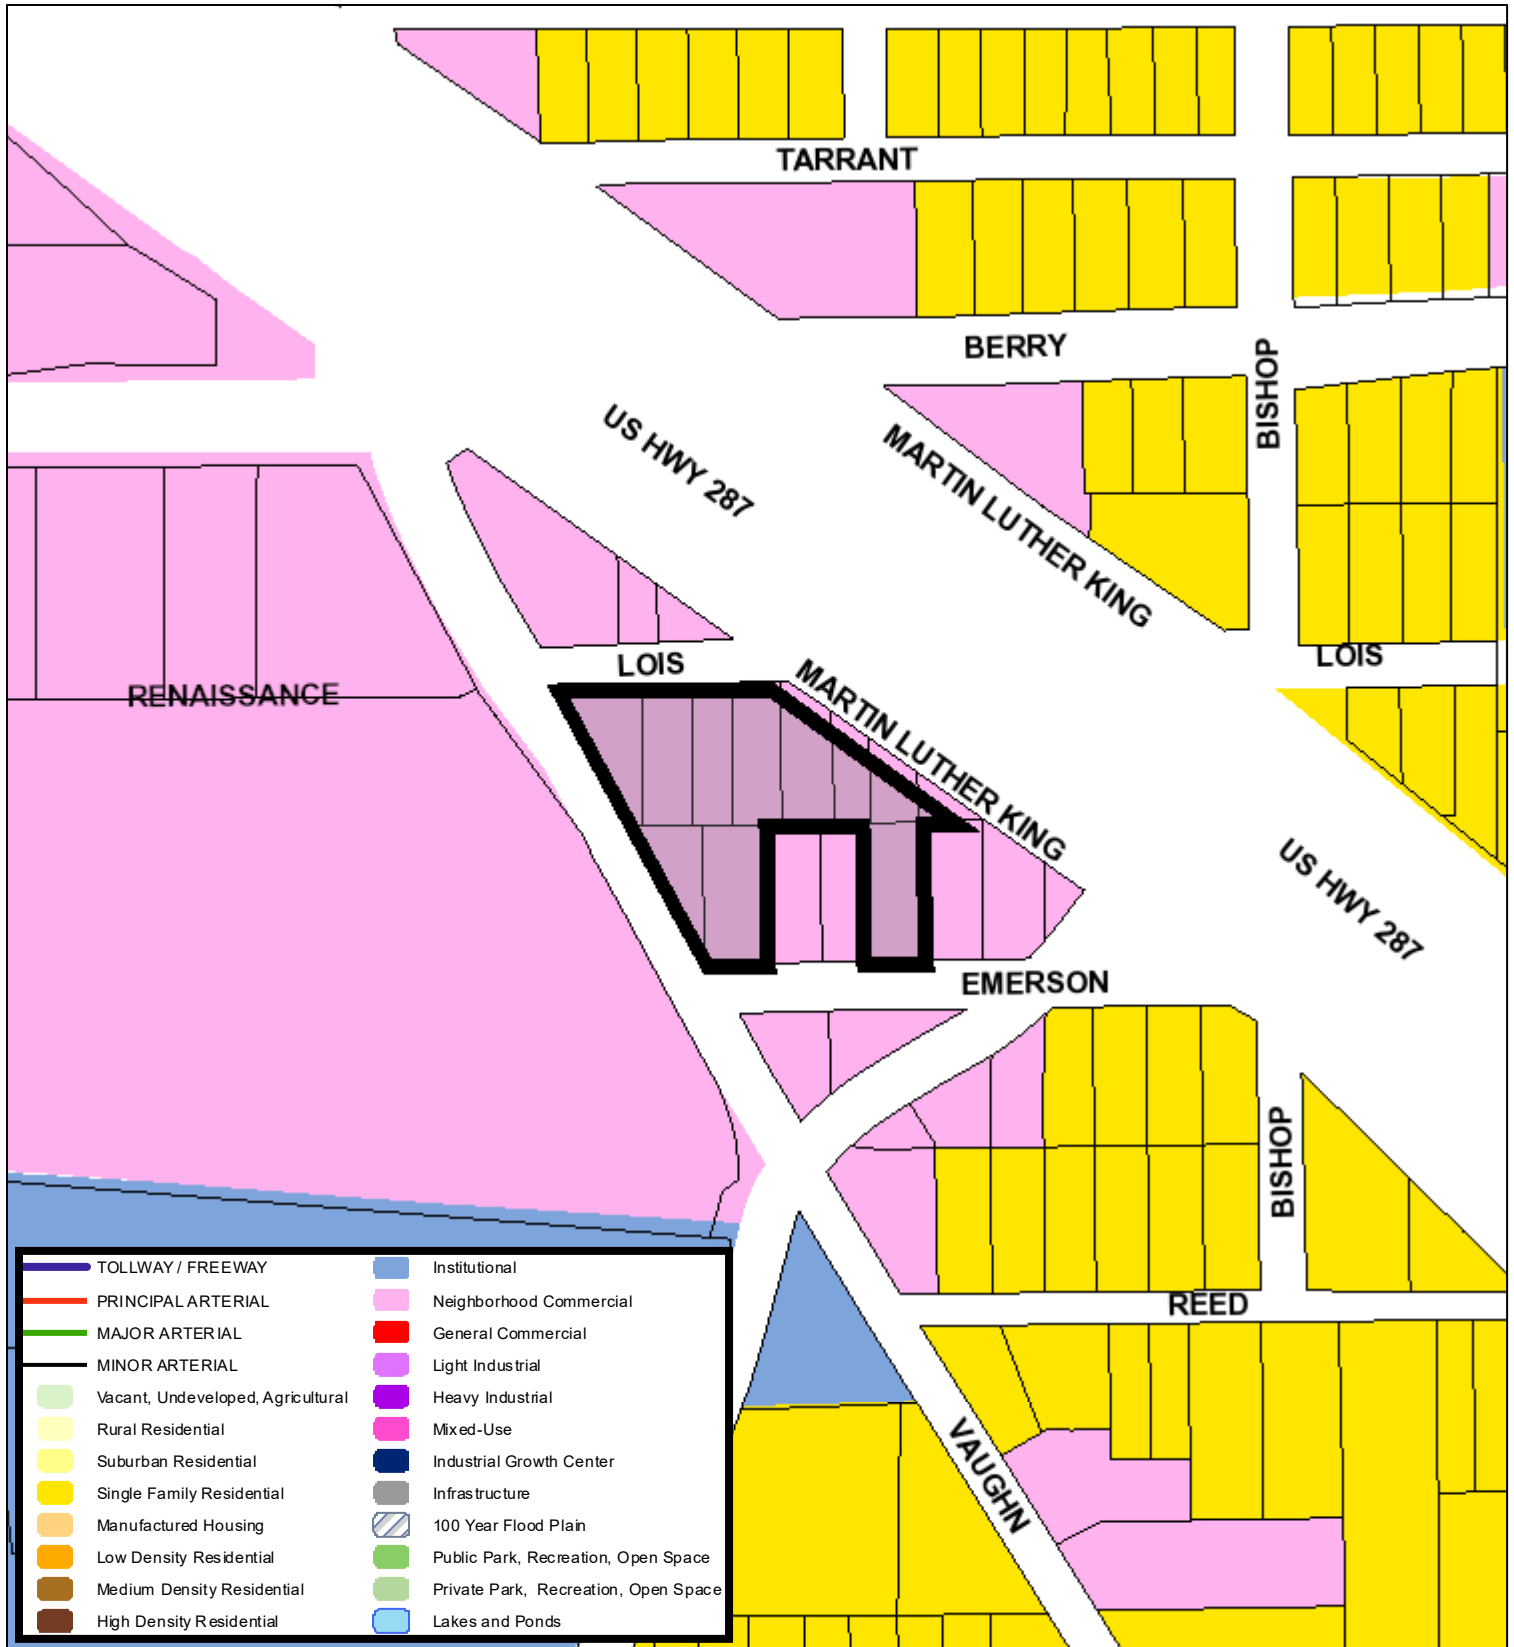 TARRANT
BERRY
BISHOP
US HWY 287
MARTIN LUTHER KING
LOIS
LOIS
RENAISSANCE
MARTIN LUTHER KING
US HWY 287
EMERSON
BISHOP
REED
VAUGHN
TOLLWAY / FREEWAY
PRINCIPAL ARTERIAL
MAJOR ARTERIAL
MINOR ARTERIAL
Vacant, Undeveloped, Agricultural
Rural Residential
Suburban Residential
Single Family Residential
Manufactured Housing
Low Density Residential
Medium Density Residential
High Density Residential
Institutional
Neighborhood Commercial
General Commercial
Light Industrial
Heavy Industrial
Mixed-Use
Industrial Growth Center
Infrastructure
100 Year Flood Plain
Public Park, Recreation, Open Space
Private Park, Recreation, Open Space
Lakes and Ponds